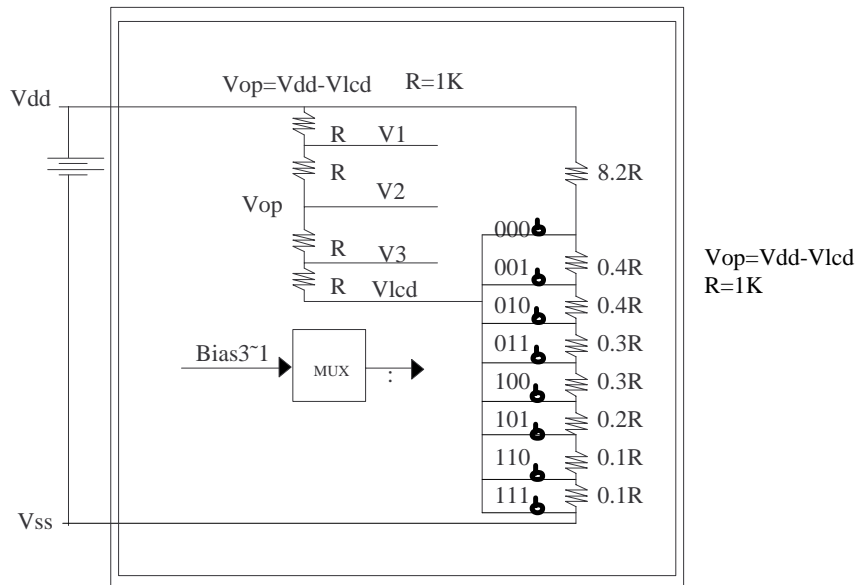 Vop=Vdd-Vlcd R=1K
Vdd
R V1
R
8.2R
Vop
V2
000
R V3
001
0.4R
R Vlcd
010
0.4R
011
0.3R
Bias3~1
MUX
:
100
0.3R
101
0.2R
110
0.1R
111
0.1R
Vss
Vop=Vdd-Vlcd
R=1K